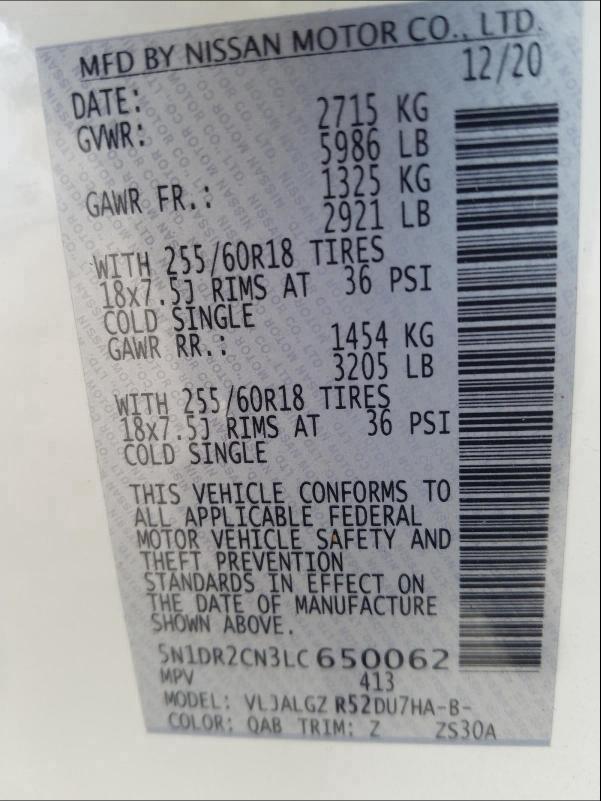 MFD BY NISSAN MOTOR CO., LTD.
DATE: 12/20
GVWR: 2715 KG
5986 LB
GAWR FR.: 1325 KG
2921 LB
WITH 255/60R18 TIRES
18x7.5J RIMS AT 36 PSI
COLD SINGLE
GAWR RR.: 1454 KG
3205 LB
WITH 255/60R18 TIRES
18x7.5J RIMS AT 36 PSI
COLD SINGLE
THIS VEHICLE CONFORMS TO
ALL APPLICABLE FEDERAL
MOTOR VEHICLE SAFETY AND
THEFT PREVENTION
STANDARDS IN EFFECT ON
THE DATE OF MANUFACTURE
SHOWN ABOVE.
5N1DR2CN3LC650062
MPV 413
MODEL: VLJALGZ R52DU7HA-B-
COLOR: QAB TRIM: Z ZS30A